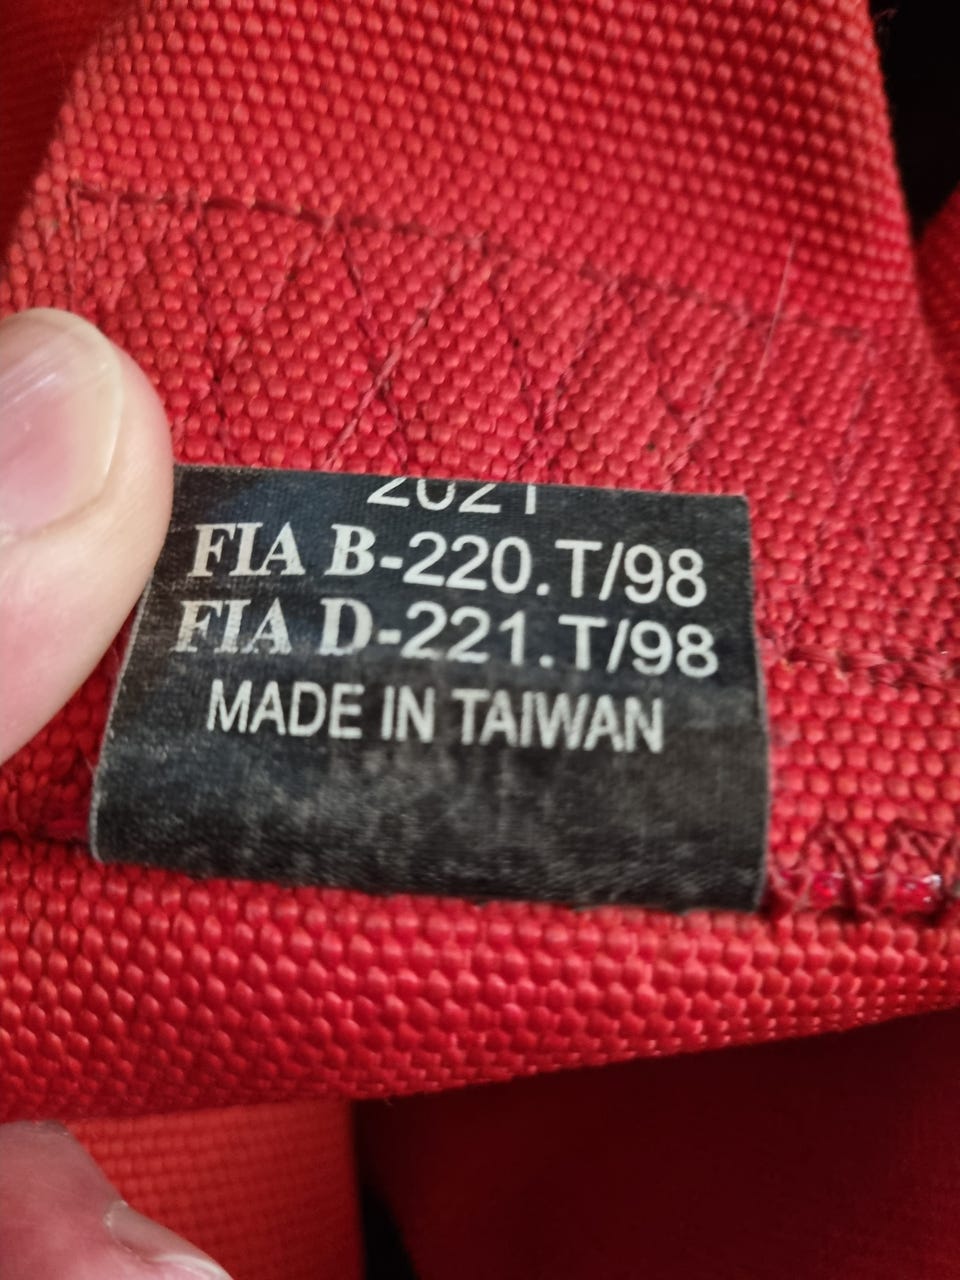 2021
FIA B-220.T/98
FIA D-221.T/98
MADE IN TAIWAN